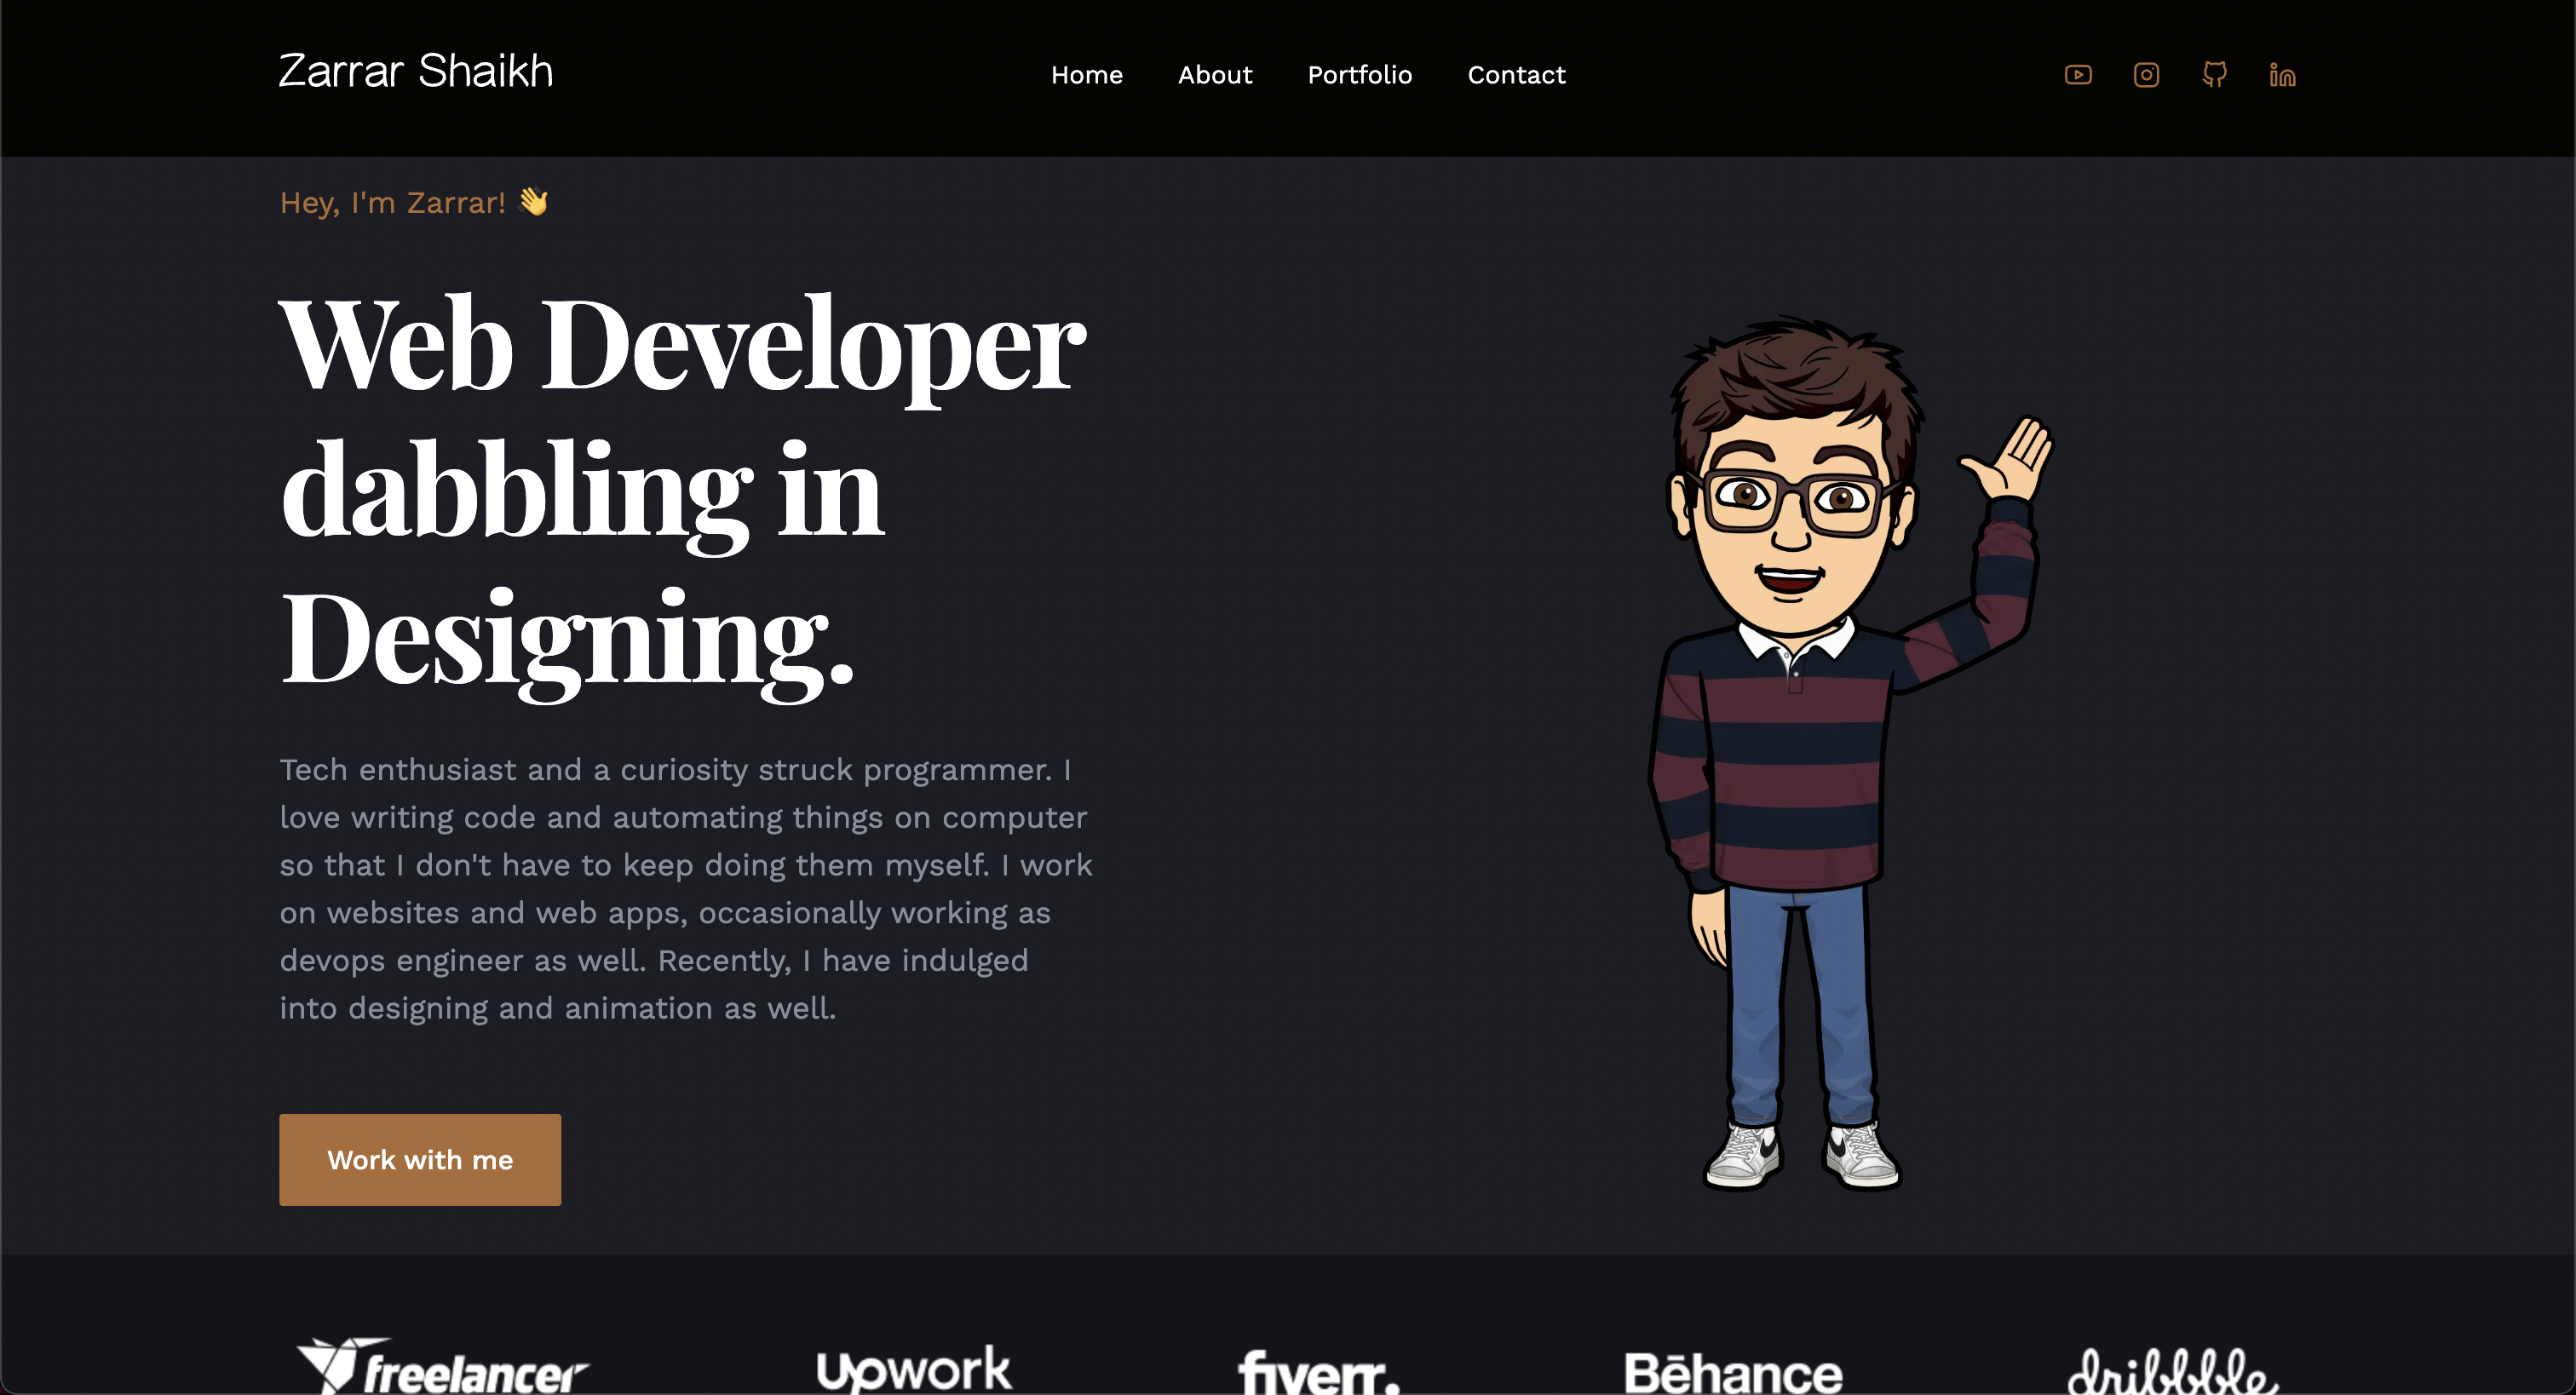 Zarrar Shaikh
Home About Portfolio Contact
Hey, I'm Zarrar! 👋
Web Developer
dabbling in
Designing.
Tech enthusiast and a curiosity struck programmer. I
love writing code and automating things on computer
so that I don't have to keep doing them myself. I work
on websites and web apps, occasionally working as
devops engineer as well. Recently, I have indulged
into designing and animation as well.
Work with me
freelancer Upwork fiverr. Bēhance dribbble